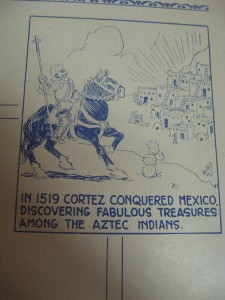 IN 1519 CORTEZ CONQUERED MEXICO,
DISCOVERING FABULOUS TREASURES
AMONG THE AZTEC INDIANS.